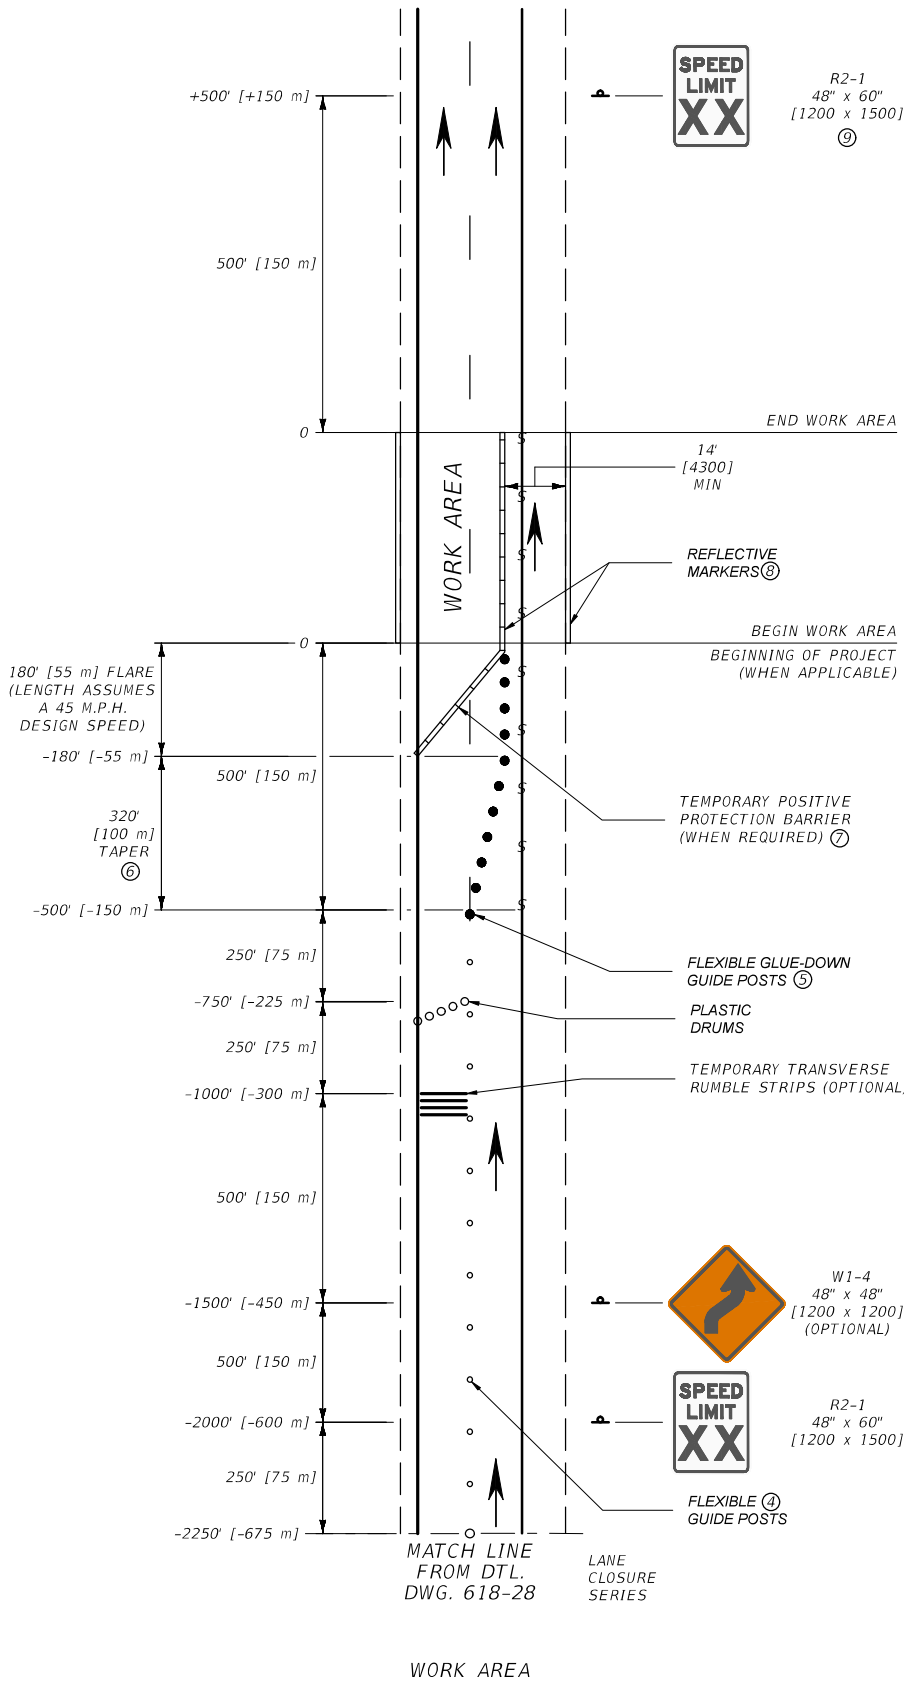 +500' [+150 m]
SPEED
LIMIT
XX
R2-1
48" x 60"
[1200 x 1500]
9
500' [150 m]
END WORK AREA
0
14'
[4300]
MIN
WORK AREA
S
S
S
S
REFLECTIVE
MARKERS 8
BEGIN WORK AREA
0
BEGINNING OF PROJECT
(WHEN APPLICABLE)
180' [55 m] FLARE
(LENGTH ASSUMES
A 45 M.P.H.
DESIGN SPEED)
S
S
-180' [-55 m]
500' [150 m]
S
320'
[100 m]
TAPER
6
TEMPORARY POSITIVE
PROTECTION BARRIER
(WHEN REQUIRED) 7
S
S
-500' [-150 m]
250' [75 m]
FLEXIBLE GLUE-DOWN
GUIDE POSTS 5
-750' [-225 m]
PLASTIC
DRUMS
250' [75 m]
TEMPORARY TRANSVERSE
RUMBLE STRIPS (OPTIONAL
-1000' [-300 m]
500' [150 m]
-1500' [-450 m]
W1-4
48" x 48"
[1200 x 1200]
(OPTIONAL)
500' [150 m]
-2000' [-600 m]
SPEED
LIMIT
XX
R2-1
48" x 60"
[1200 x 1500]
250' [75 m]
FLEXIBLE 4
GUIDE POSTS
-2250' [-675 m]
MATCH LINE
FROM DTL.
DWG. 618-28
LANE
CLOSURE
SERIES
WORK AREA